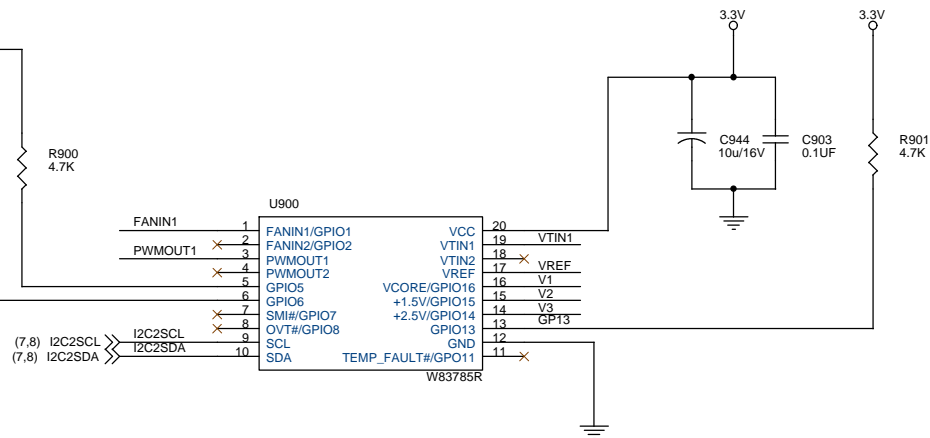 3.3V
3.3V
R900
4.7K
C944
10u/16V
C903
0.1UF
R901
4.7K
U900
FANIN1
1
FANIN1/GPIO1
2
FANIN2/GPIO2
PWMOUT1
3
PWMOUT1
4
PWMOUT2
5
GPIO5
6
GPIO6
7
SMI#/GPIO7
8
OVT#/GPIO8
(7,8) I2C2SCL
I2C2SCL
9
SCL
(7,8) I2C2SDA
I2C2SDA
10
SDA
VCC
20
VTIN1
19
VTIN1
VTIN2
18
VREF
17
VREF
VCORE/GPIO16
16
V1
+1.5V/GPIO15
15
V2
+2.5V/GPIO14
14
V3
GPIO13
13
GP13
GND
12
TEMP_FAULT#/GPO11
11
W83785R